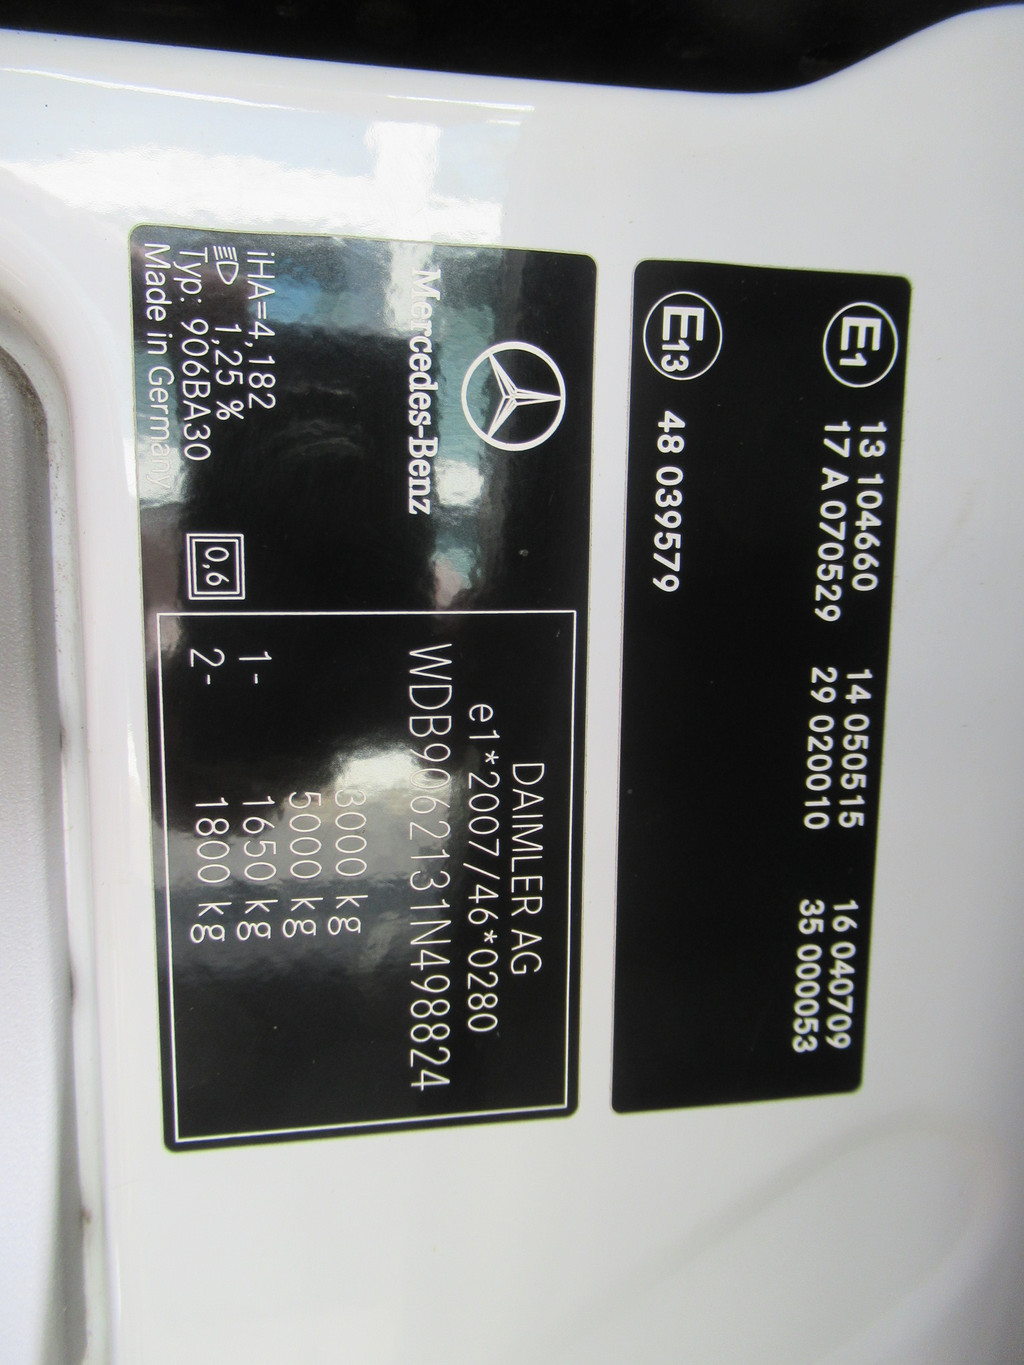 E1 13 104660 14 050515 16 040709
17 A 070529 29 020010 35 000053
E13 48 039579
Mercedes-Benz
iHA=4,182
1,25 %
Typ: 906BA30
Made in Germany
0,6
DAIMLER AG
e1*2007/46*0280
WDB9062131N498824
3000 kg
5000 kg
1- 1650 kg
2- 1800 kg